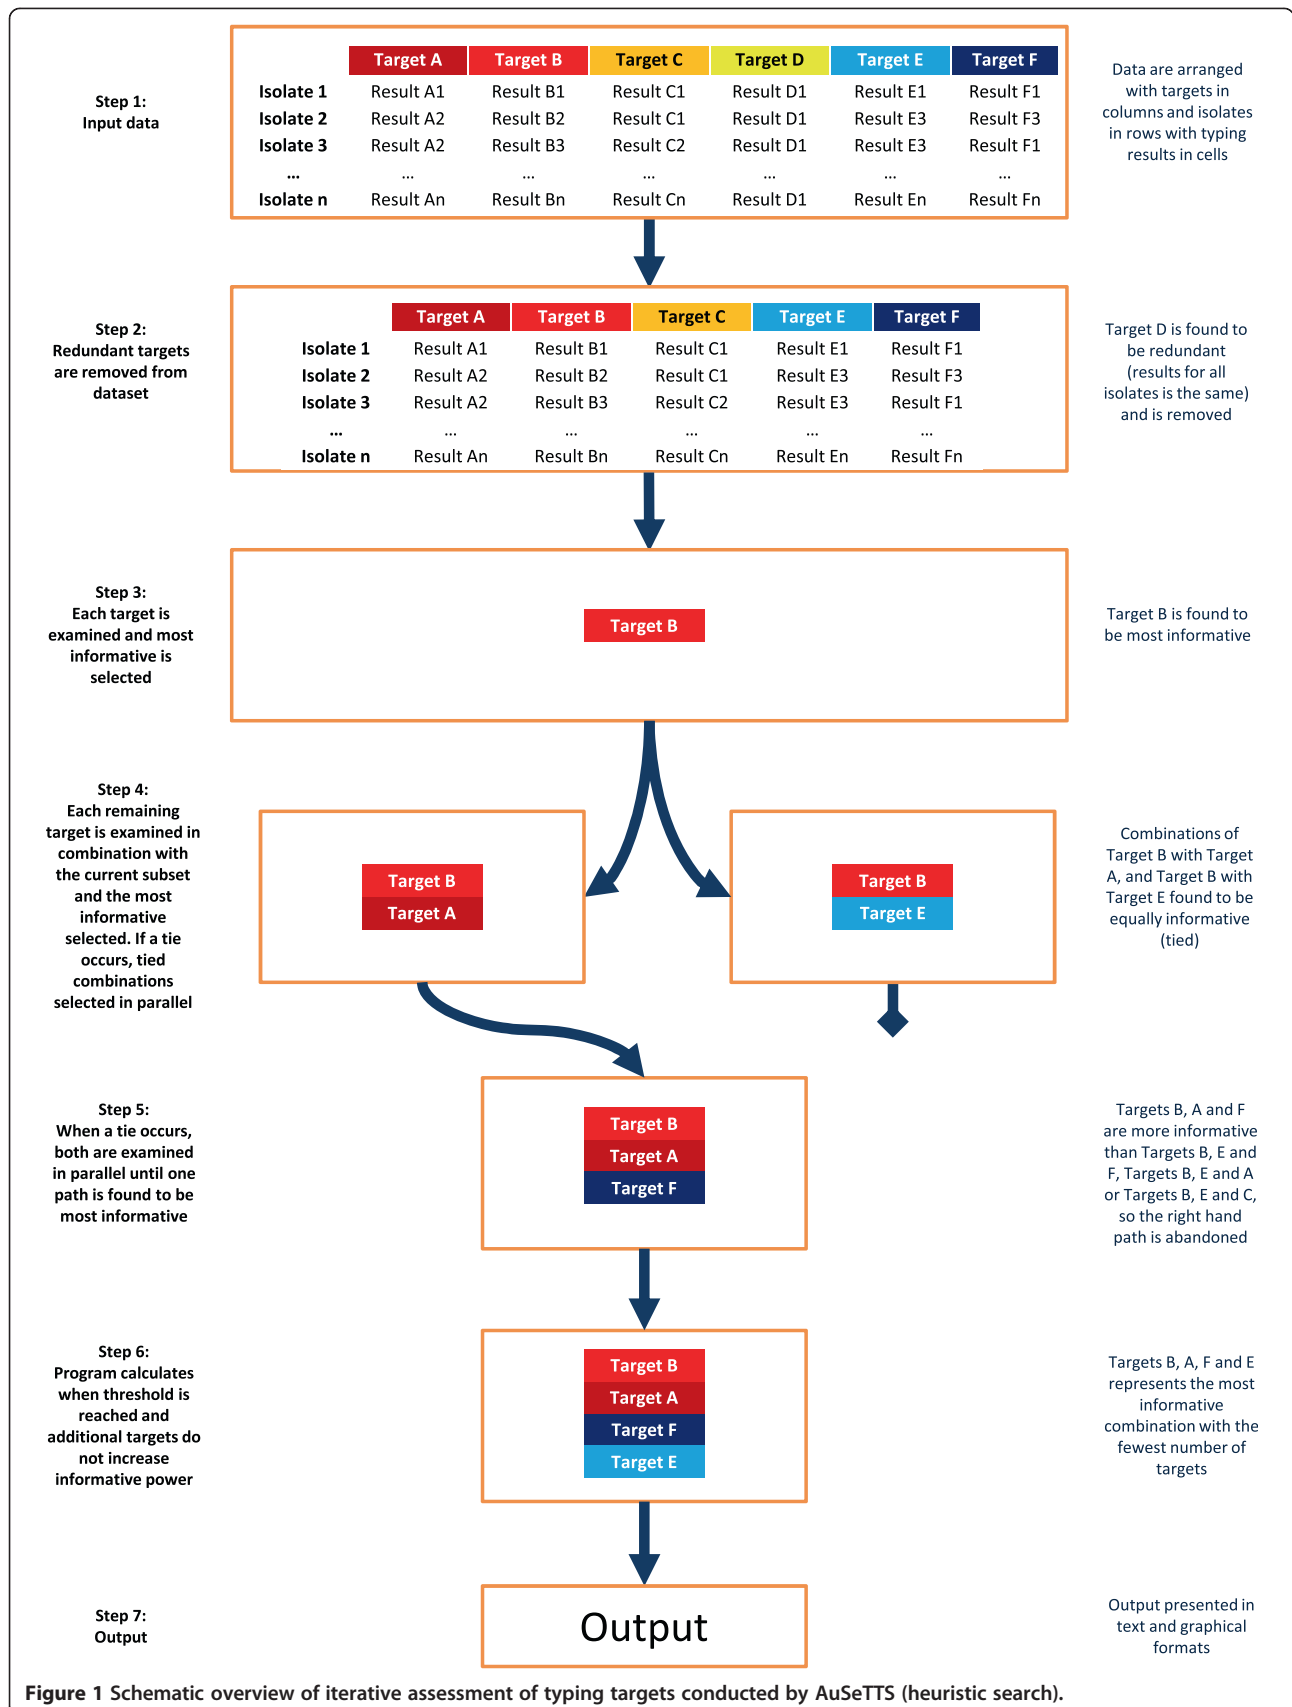 Step 1:
Input data
Target A Target B Target C Target D Target E Target F
Isolate 1 Result A1 Result B1 Result C1 Result D1 Result E1 Result F1
Isolate 2 Result A2 Result B2 Result C1 Result D1 Result E3 Result F3
Isolate 3 Result A2 Result B3 Result C2 Result D1 Result E3 Result F1
... ... ... ... ... ... ...
Isolate n Result An Result Bn Result Cn Result D1 Result En Result Fn
Data are arranged
with targets in
columns and isolates
in rows with typing
results in cells
Step 2:
Redundant targets
are removed from
dataset
Target A Target B Target C Target E Target F
Isolate 1 Result A1 Result B1 Result C1 Result E1 Result F1
Isolate 2 Result A2 Result B2 Result C1 Result E3 Result F3
Isolate 3 Result A2 Result B3 Result C2 Result E3 Result F1
... ... ... ... ... ...
Isolate n Result An Result Bn Result Cn Result En Result Fn
Target D is found to
be redundant
(results for all
isolates is the same)
and is removed
Step 3:
Each target is
examined and most
informative is
selected
Target B
Target B is found to
be most informative
Step 4:
Each remaining
target is examined in
combination with
the current subset
and the most
informative
selected. If a tie
occurs, tied
combinations
selected in parallel
Target B
Target A
Target B
Target E
Combinations of
Target B with Target
A, and Target B with
Target E found to be
equally informative
(tied)
Step 5:
When a tie occurs,
both are examined
in parallel until one
path is found to be
most informative
Target B
Target A
Target F
Targets B, A and F
are more informative
than Targets B, E and
F, Targets B, E and A
or Targets B, E and C,
so the right hand
path is abandoned
Step 6:
Program calculates
when threshold is
reached and
additional targets do
not increase
informative power
Target B
Target A
Target F
Target E
Targets B, A, F and E
represents the most
informative
combination with the
fewest number of
targets
Step 7:
Output
Output
Output presented in
text and graphical
formats
Figure 1 Schematic overview of iterative assessment of typing targets conducted by AuSeTTS (heuristic search).